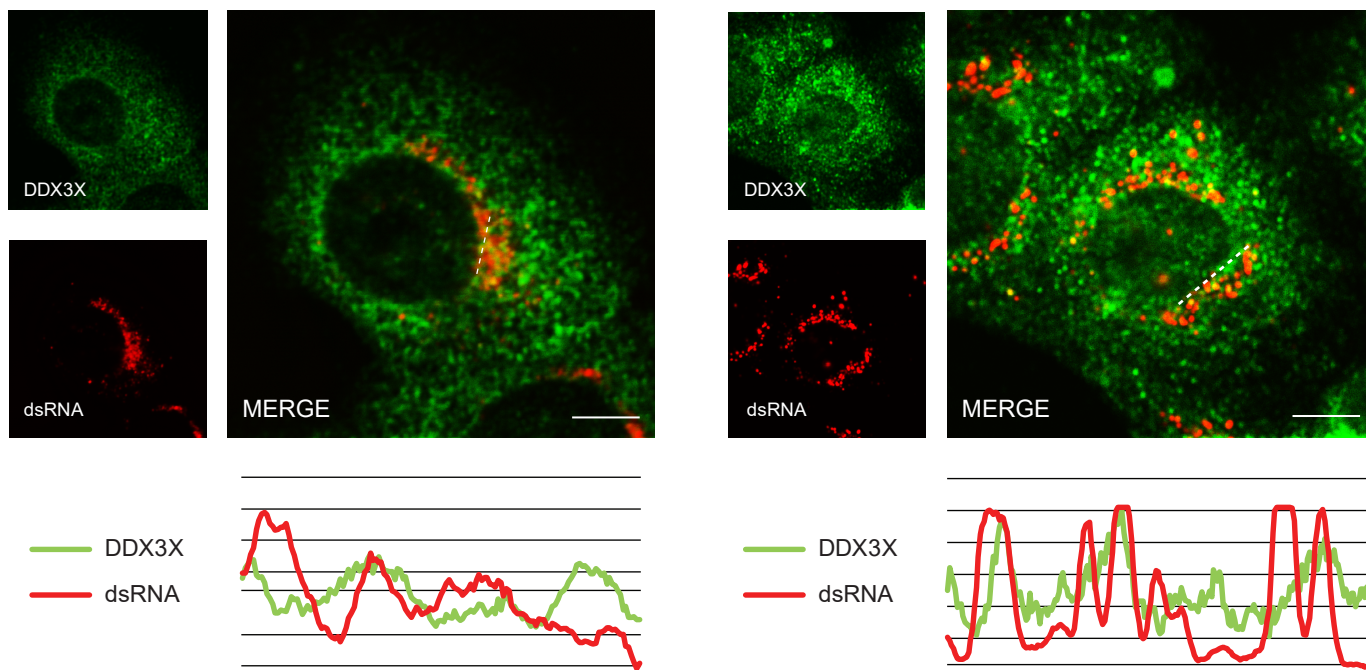 DDX3X
dsRNA
MERGE
DDX3X
dsRNA
DDX3X
dsRNA
MERGE
DDX3X
dsRNA